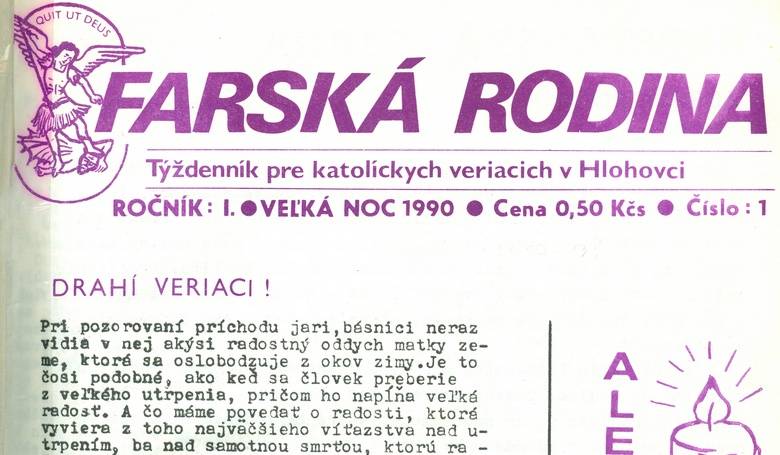 QUIT UT DEUS
FARSKÁ RODINA
Týždenník pre katolíckych veriacich v Hlohovci
ROČNÍK: I. ● VEĽKÁ NOC 1990 ● Cena 0,50 Kčs ● Číslo: 1
DRAHÍ VERIACI!
Pri pozorovaní príchodu jari, básnici neraz
vidia v nej akýsi radostný oddych matky ze-
me, ktorá sa oslobodzuje z okov zimy. Je to
čosi podobné, ako keď sa človek preberie
z veľkého utrpenia, pričom ho napĺňa veľká
radosť. A čo máme povedať o radosti, ktorá
vyviera z toho najväčšieho víťazstva nad u-
trpením, ba nad samotnou smrťou, ktorú ra -
A
L
E